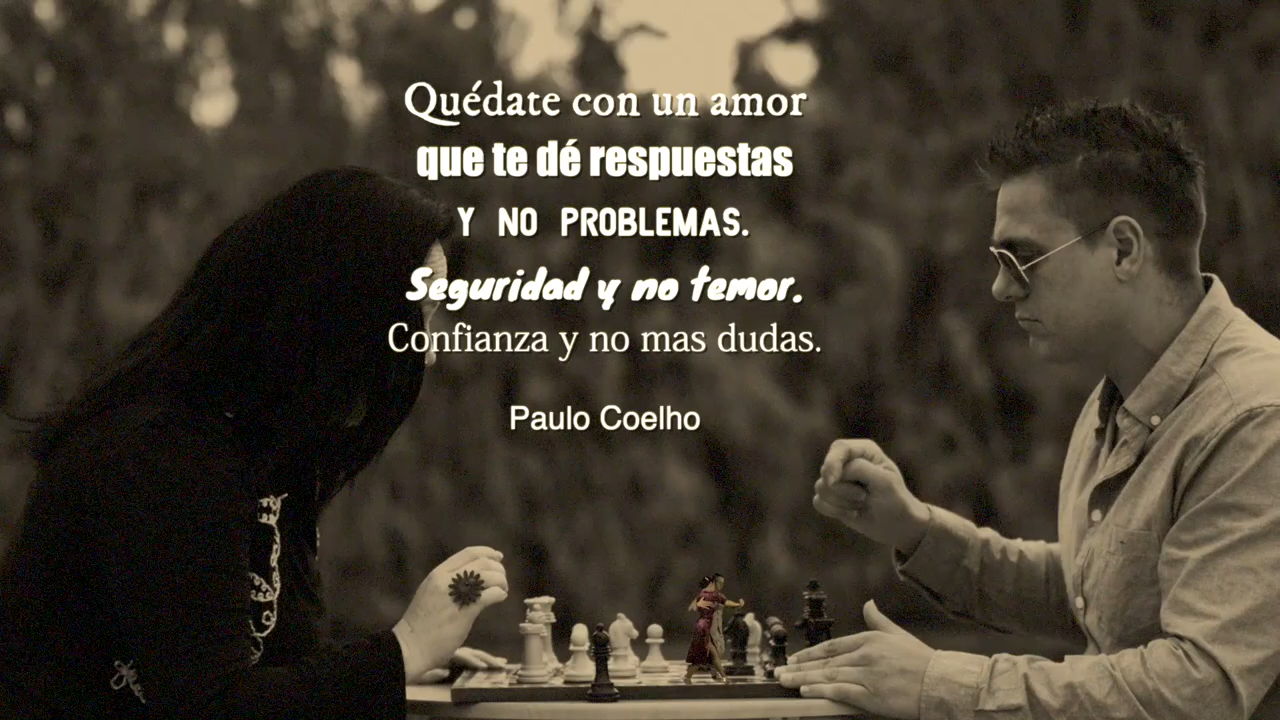 Quédate con un amor
que te dé respuestas
Y NO PROBLEMAS.
Seguridad y no temor.
Confianza y no mas dudas.
Paulo Coelho